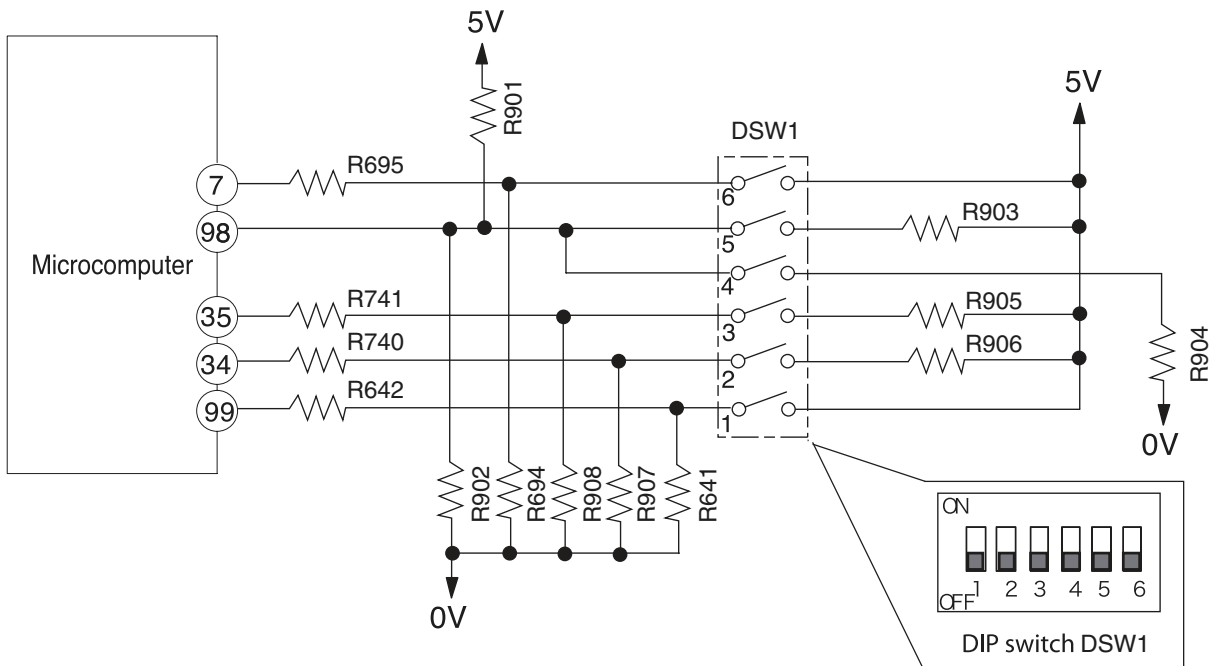 5V
R901
5V
DSW1
7
R695
6
98
5
R903
Microcomputer
4
35
R741
3
R905
34
R740
2
R906
R904
99
R642
1
0V
R902
R694
R908
R907
R641
0V
ON
1 2 3 4 5 6
OFF
DIP switch DSW1